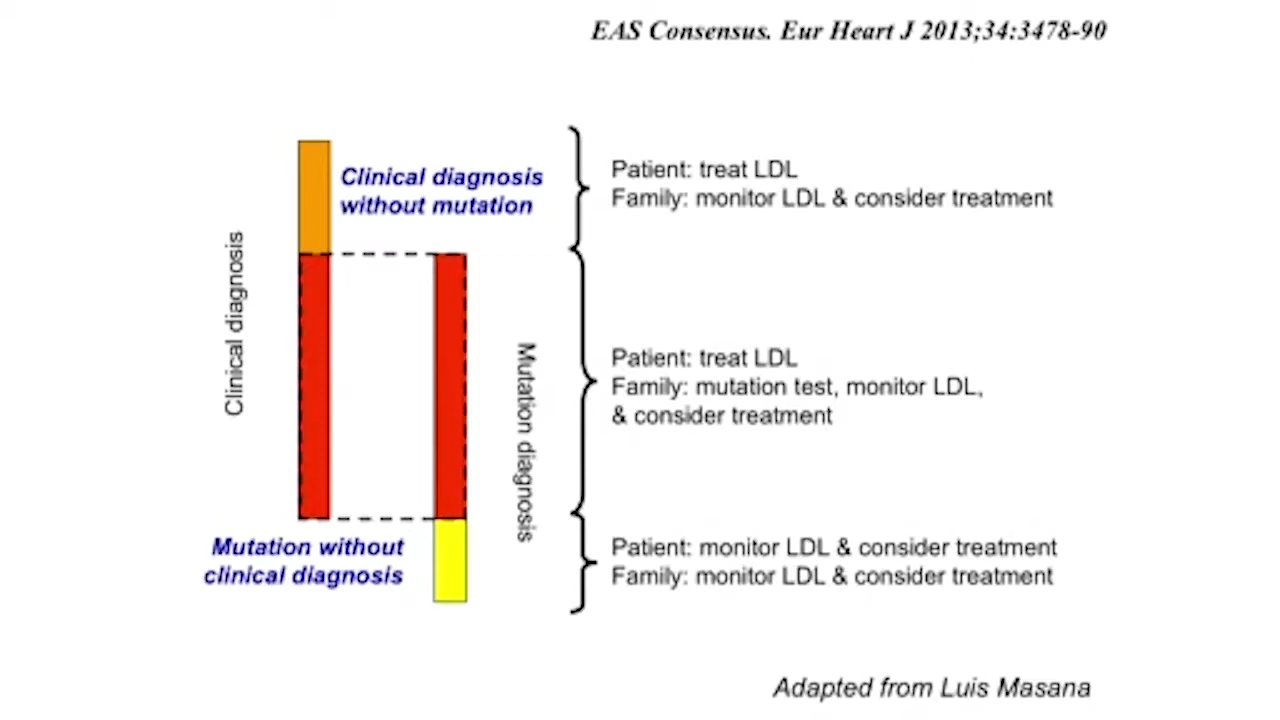 EAS Consensus. Eur Heart J 2013;34:3478-90
Clinical diagnosis
without mutation
Patient: treat LDL
Family: monitor LDL & consider treatment
Clinical diagnosis
Patient: treat LDL
Family: mutation test, monitor LDL,
& consider treatment
Mutation diagnosis
Mutation without
clinical diagnosis
Patient: monitor LDL & consider treatment
Family: monitor LDL & consider treatment
Adapted from Luis Masana